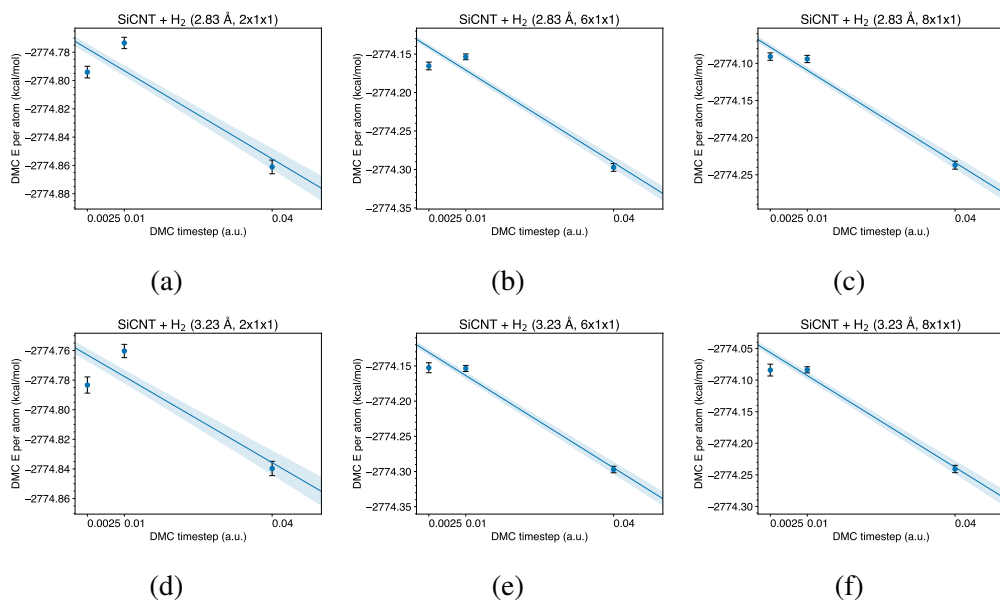 SiCNT + H₂ (2.83 Å, 2x1x1)
DMC E per atom (kcal/mol)
−2774.78
−2774.80
−2774.82
−2774.84
−2774.86
−2774.88
0.0025 0.01 0.04
DMC timestep (a.u.)
(a)
SiCNT + H₂ (2.83 Å, 6x1x1)
DMC E per atom (kcal/mol)
−2774.15
−2774.20
−2774.25
−2774.30
−2774.35
0.0025 0.01 0.04
DMC timestep (a.u.)
(b)
SiCNT + H₂ (2.83 Å, 8x1x1)
DMC E per atom (kcal/mol)
−2774.10
−2774.15
−2774.20
−2774.25
0.0025 0.01 0.04
DMC timestep (a.u.)
(c)
SiCNT + H₂ (3.23 Å, 2x1x1)
DMC E per atom (kcal/mol)
−2774.76
−2774.78
−2774.80
−2774.82
−2774.84
−2774.86
0.0025 0.01 0.04
DMC timestep (a.u.)
(d)
SiCNT + H₂ (3.23 Å, 6x1x1)
DMC E per atom (kcal/mol)
−2774.15
−2774.20
−2774.25
−2774.30
−2774.35
0.0025 0.01 0.04
DMC timestep (a.u.)
(e)
SiCNT + H₂ (3.23 Å, 8x1x1)
DMC E per atom (kcal/mol)
−2774.05
−2774.10
−2774.15
−2774.20
−2774.25
−2774.30
0.0025 0.01 0.04
DMC timestep (a.u.)
(f)